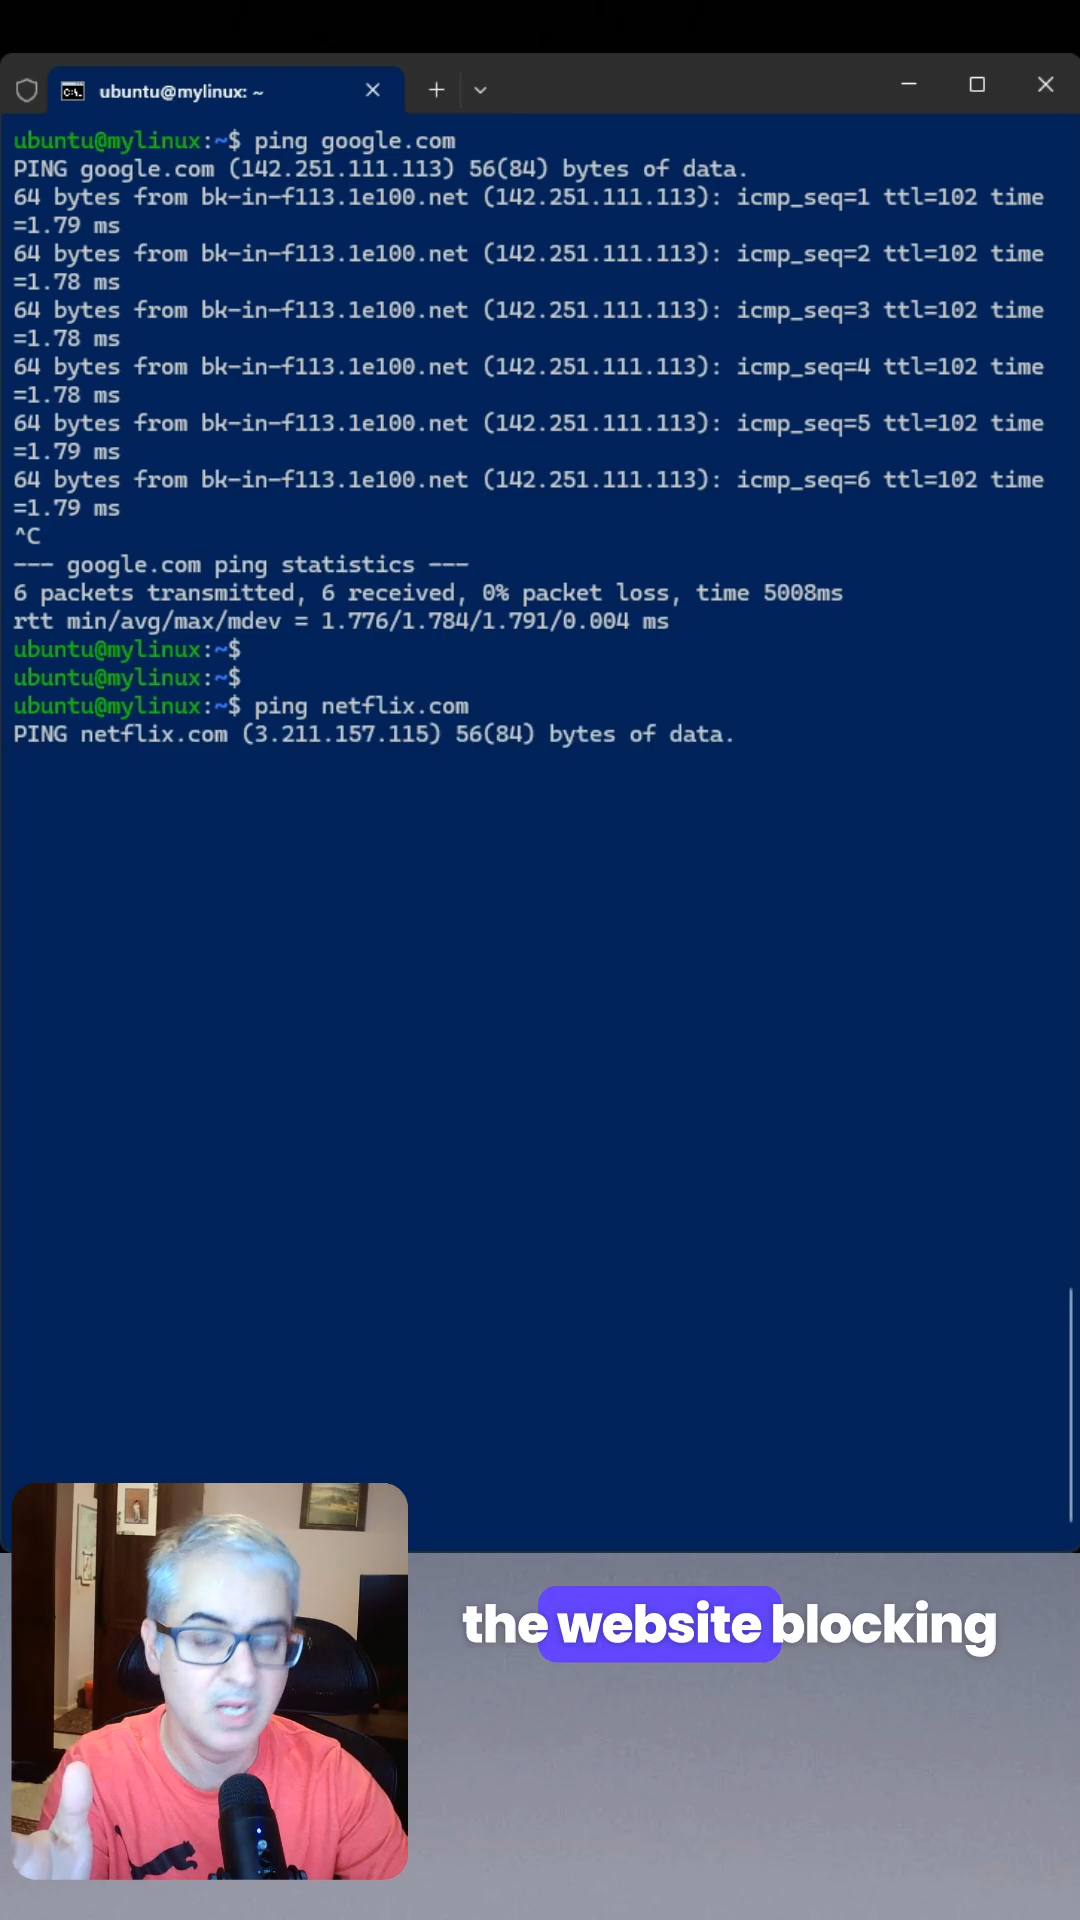 ubuntu@mylinux: ~
ubuntu@mylinux:~$ ping google.com
PING google.com (142.251.111.113) 56(84) bytes of data.
64 bytes from bk-in-f113.1e100.net (142.251.111.113): icmp_seq=1 ttl=102 time
=1.79 ms
64 bytes from bk-in-f113.1e100.net (142.251.111.113): icmp_seq=2 ttl=102 time
=1.78 ms
64 bytes from bk-in-f113.1e100.net (142.251.111.113): icmp_seq=3 ttl=102 time
=1.78 ms
64 bytes from bk-in-f113.1e100.net (142.251.111.113): icmp_seq=4 ttl=102 time
=1.78 ms
64 bytes from bk-in-f113.1e100.net (142.251.111.113): icmp_seq=5 ttl=102 time
=1.79 ms
64 bytes from bk-in-f113.1e100.net (142.251.111.113): icmp_seq=6 ttl=102 time
=1.79 ms
^C
--- google.com ping statistics ---
6 packets transmitted, 6 received, 0% packet loss, time 5008ms
rtt min/avg/max/mdev = 1.776/1.784/1.791/0.004 ms
ubuntu@mylinux:~$
ubuntu@mylinux:~$
ubuntu@mylinux:~$ ping netflix.com
PING netflix.com (3.211.157.115) 56(84) bytes of data.
the website blocking